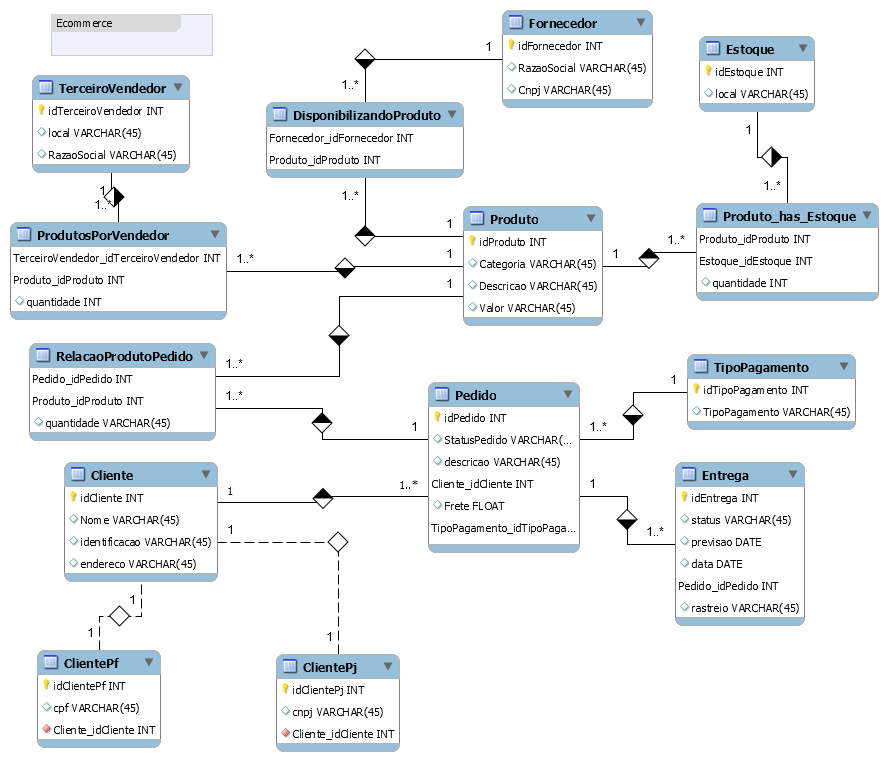 Ecommerce
Fornecedor
idFornecedor INT
RazaoSocial VARCHAR(45)
Cnpj VARCHAR(45)
Estoque
idEstoque INT
local VARCHAR(45)
TerceiroVendedor
idTerceiroVendedor INT
local VARCHAR(45)
RazaoSocial VARCHAR(45)
DisponibilizandoProduto
Fornecedor_idFornecedor INT
Produto_idProduto INT
1
1..*
1..*
1
1
1..*
1
1..*
ProdutosPorVendedor
TerceiroVendedor_idTerceiroVendedor INT
Produto_idProduto INT
quantidade INT
1..*
1
Produto
idProduto INT
Categoria VARCHAR(45)
Descricao VARCHAR(45)
Valor VARCHAR(45)
1
1..*
Produto_has_Estoque
Produto_idProduto INT
Estoque_idEstoque INT
quantidade INT
1
1..*
RelacaoProdutoPedido
Pedido_idPedido INT
Produto_idProduto INT
quantidade VARCHAR(45)
1..*
1
Pedido
idPedido INT
StatusPedido VARCHAR(...
descricao VARCHAR(45)
Cliente_idCliente INT
Frete FLOAT
TipoPagamento_idTipoPaga...
1..*
1
TipoPagamento
idTipoPagamento INT
TipoPagamento VARCHAR(45)
Cliente
idCliente INT
Nome VARCHAR(45)
identificacao VARCHAR(45)
endereco VARCHAR(45)
1
1..*
1
1..*
Entrega
idEntrega INT
status VARCHAR(45)
previsao DATE
data DATE
Pedido_idPedido INT
rastreio VARCHAR(45)
1
1
1
1
ClientePf
idClientePf INT
cpf VARCHAR(45)
Cliente_idCliente INT
ClientePj
idClientePj INT
cnpj VARCHAR(45)
Cliente_idCliente INT